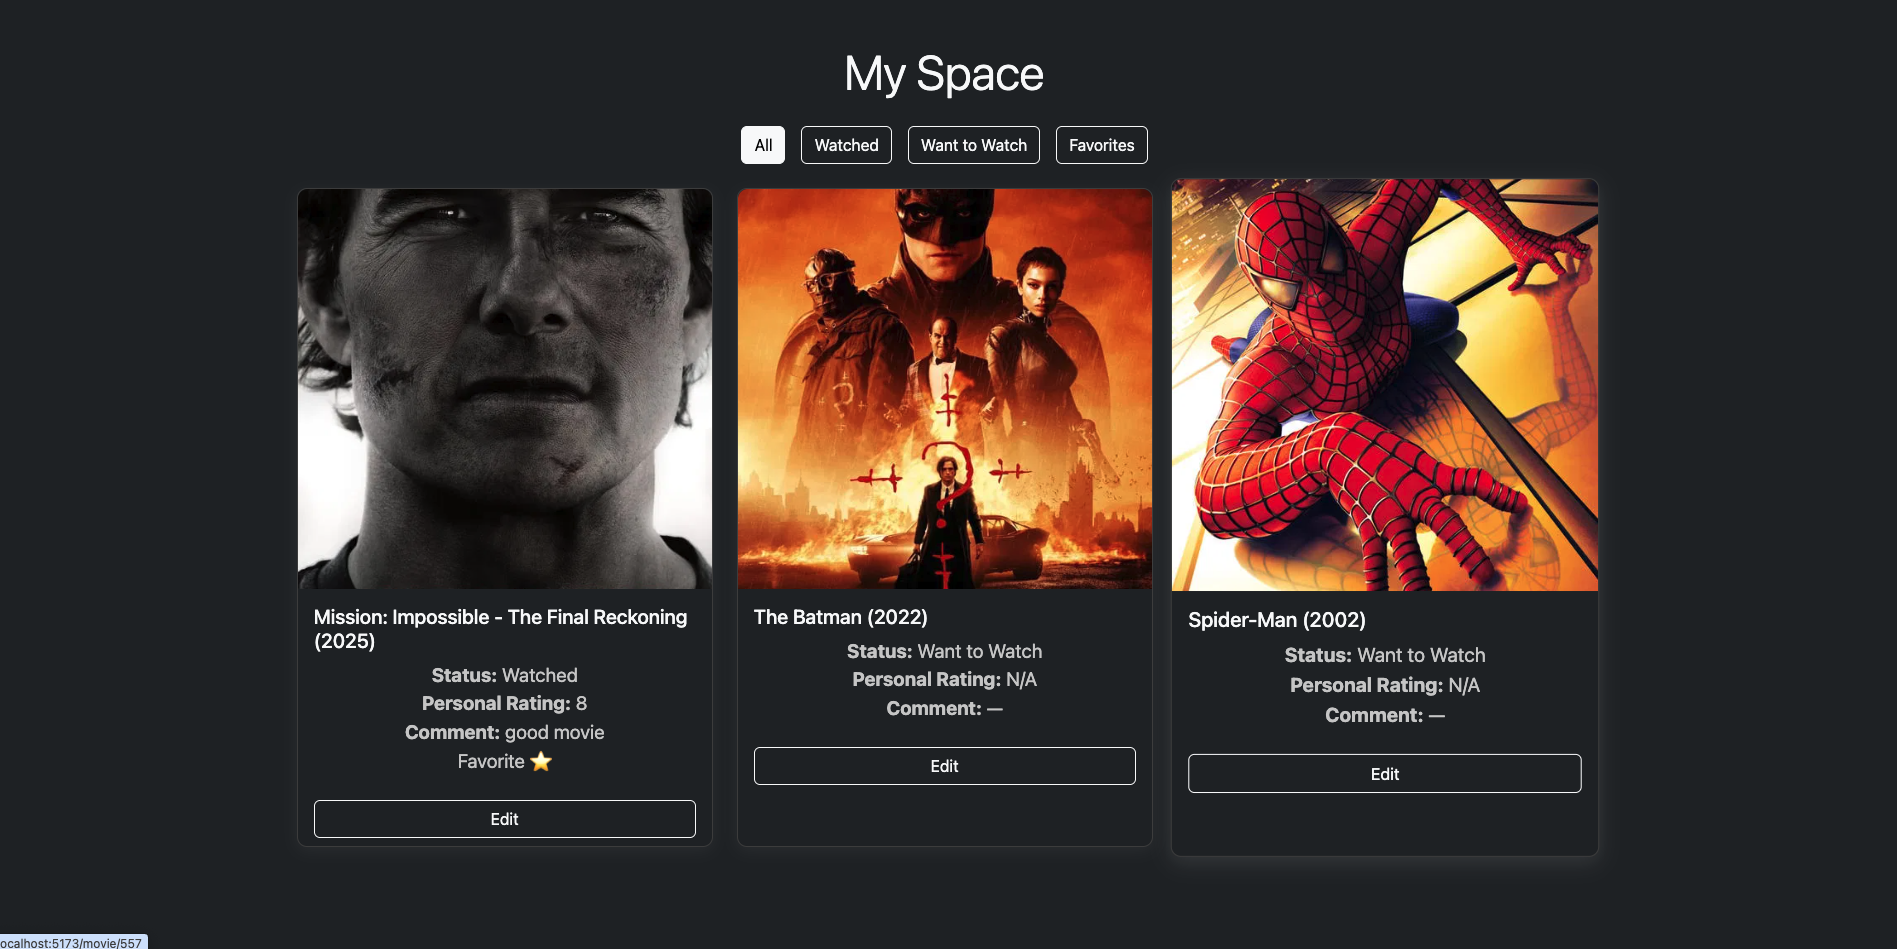 My Space
All
Watched
Want to Watch
Favorites
Mission: Impossible - The Final Reckoning
(2025)
Status: Watched
Personal Rating: 8
Comment: good movie
Favorite ⭐
Edit
The Batman (2022)
Status: Want to Watch
Personal Rating: N/A
Comment: —
Edit
Spider-Man (2002)
Status: Want to Watch
Personal Rating: N/A
Comment: —
Edit
ocalhost:5173/movie/557